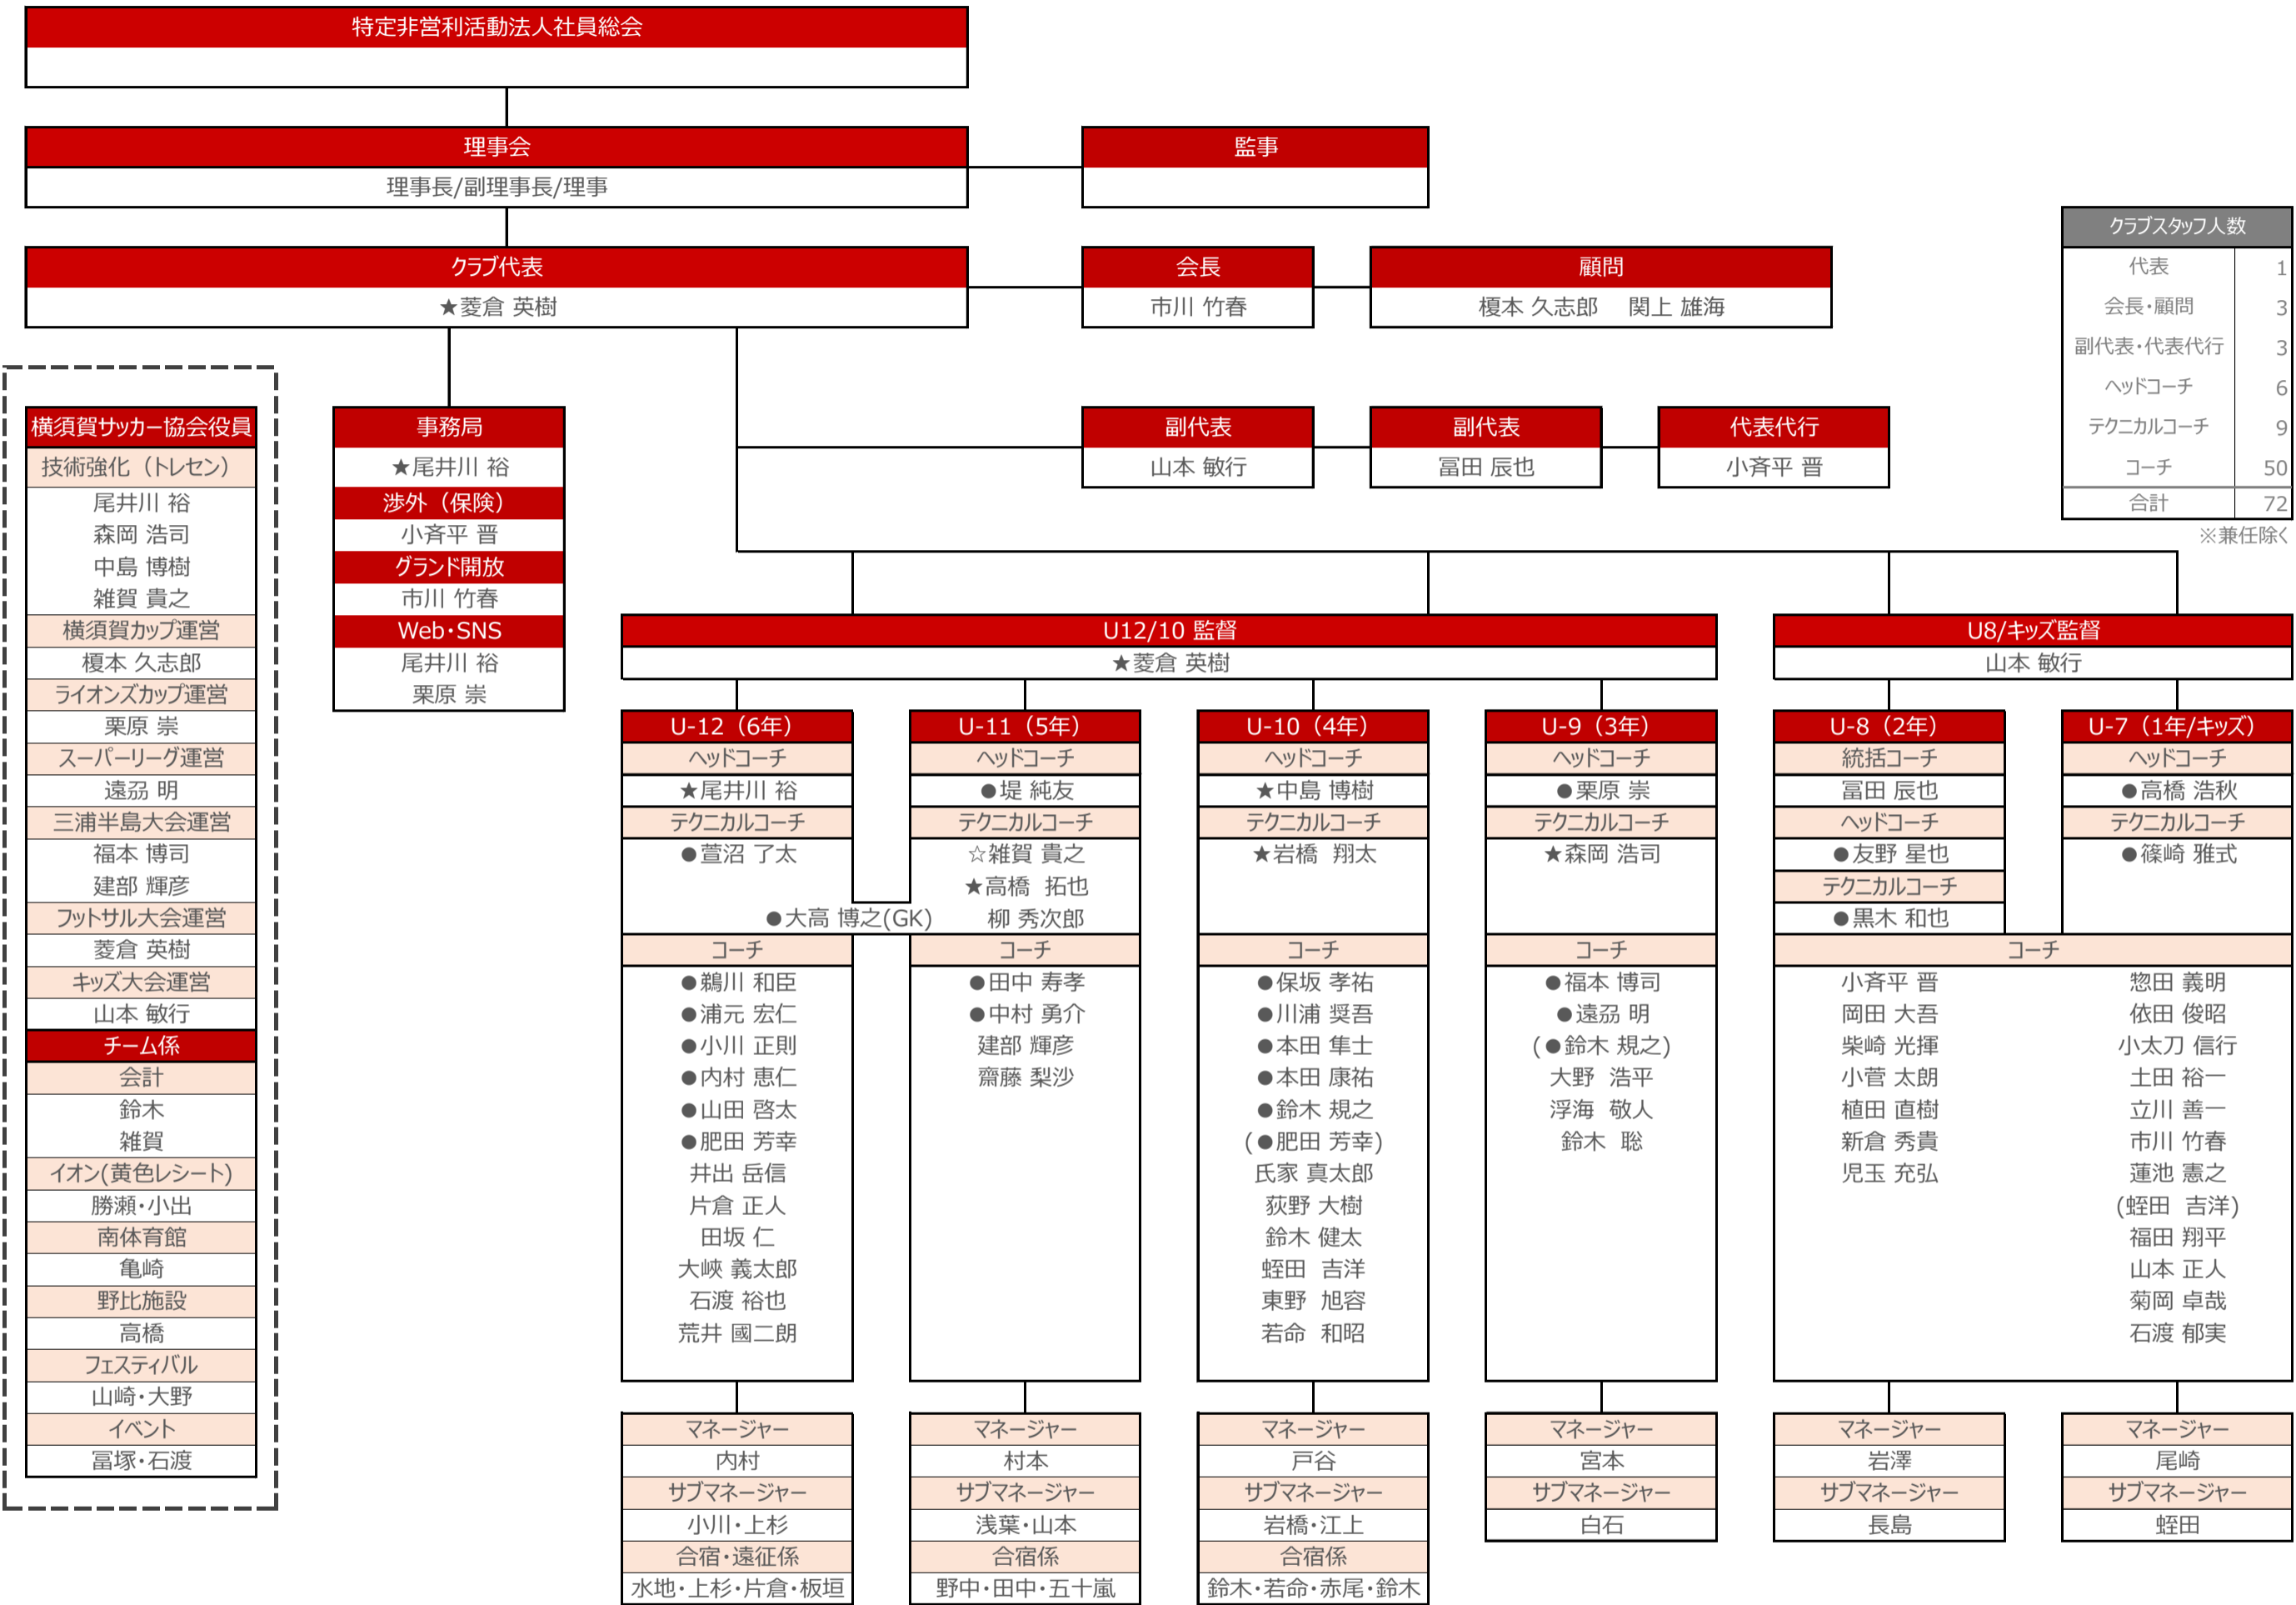 特定非営利活動法人社員総会
理事会
理事長/副理事長/理事
監事
クラブ代表
★菱倉 英樹
会長
市川 竹春
顧問
榎本 久志郎 関上 雄海
クラブスタッフ人数
代表 1
会長・顧問 3
副代表・代表代行 3
ヘッドコーチ 6
テクニカルコーチ 9
コーチ 50
合計 72
※兼任除く
横須賀サッカー協会役員
技術強化（トレセン）
尾井川 裕
森岡 浩司
中島 博樹
雑賀 貴之
横須賀カップ運営
榎本 久志郎
ライオンズカップ運営
栗原 崇
スーパーリーグ運営
遠刕 明
三浦半島大会運営
福本 博司
建部 輝彦
フットサル大会運営
菱倉 英樹
キッズ大会運営
山本 敏行
チーム係
会計
鈴木
雑賀
イオン(黄色レシート)
勝瀬・小出
南体育館
亀崎
野比施設
高橋
フェスティバル
山崎・大野
イベント
冨塚・石渡
事務局
★尾井川 裕
渉外（保険）
小斉平 晋
グランド開放
市川 竹春
Web・SNS
尾井川 裕
栗原 崇
副代表
山本 敏行
副代表
冨田 辰也
代表代行
小斉平 晋
U12/10 監督
★菱倉 英樹
U8/キッズ監督
山本 敏行
U-12（6年）
ヘッドコーチ
★尾井川 裕
テクニカルコーチ
●萱沼 了太
●大高 博之(GK)
コーチ
●鵜川 和臣
●浦元 宏仁
●小川 正則
●内村 恵仁
●山田 啓太
●肥田 芳幸
井出 岳信
片倉 正人
田坂 仁
大峽 義太郎
石渡 裕也
荒井 國二朗
マネージャー
内村
サブマネージャー
小川・上杉
合宿・遠征係
水地・上杉・片倉・板垣
U-11（5年）
ヘッドコーチ
●堤 純友
テクニカルコーチ
☆雑賀 貴之
★高橋 拓也
柳 秀次郎
コーチ
●田中 寿孝
●中村 勇介
建部 輝彦
齋藤 梨沙
マネージャー
村本
サブマネージャー
浅葉・山本
合宿係
野中・田中・五十嵐
U-10（4年）
ヘッドコーチ
★中島 博樹
テクニカルコーチ
★岩橋 翔太
コーチ
●保坂 孝祐
●川浦 奨吾
●本田 隼士
●本田 康祐
●鈴木 規之
(●肥田 芳幸)
氏家 真太郎
荻野 大樹
鈴木 健太
蛭田 吉洋
東野 旭容
若命 和昭
マネージャー
戸谷
サブマネージャー
岩橋・江上
合宿係
鈴木・若命・赤尾・鈴木
U-9（3年）
ヘッドコーチ
●栗原 崇
テクニカルコーチ
★森岡 浩司
コーチ
●福本 博司
●遠刕 明
(●鈴木 規之)
大野 浩平
浮海 敬人
鈴木 聡
マネージャー
宮本
サブマネージャー
白石
U-8（2年）
統括コーチ
冨田 辰也
ヘッドコーチ
●友野 星也
テクニカルコーチ
●黒木 和也
U-7（1年/キッズ）
ヘッドコーチ
●高橋 浩秋
テクニカルコーチ
●篠崎 雅式
コーチ
小斉平 晋
岡田 大吾
柴崎 光揮
小菅 太朗
植田 直樹
新倉 秀貴
児玉 充弘
惣田 義明
依田 俊昭
小太刀 信行
土田 裕一
立川 善一
市川 竹春
蓮池 憲之
(蛭田 吉洋)
福田 翔平
山本 正人
菊岡 卓哉
石渡 郁実
マネージャー
岩澤
サブマネージャー
長島
マネージャー
尾崎
サブマネージャー
蛭田